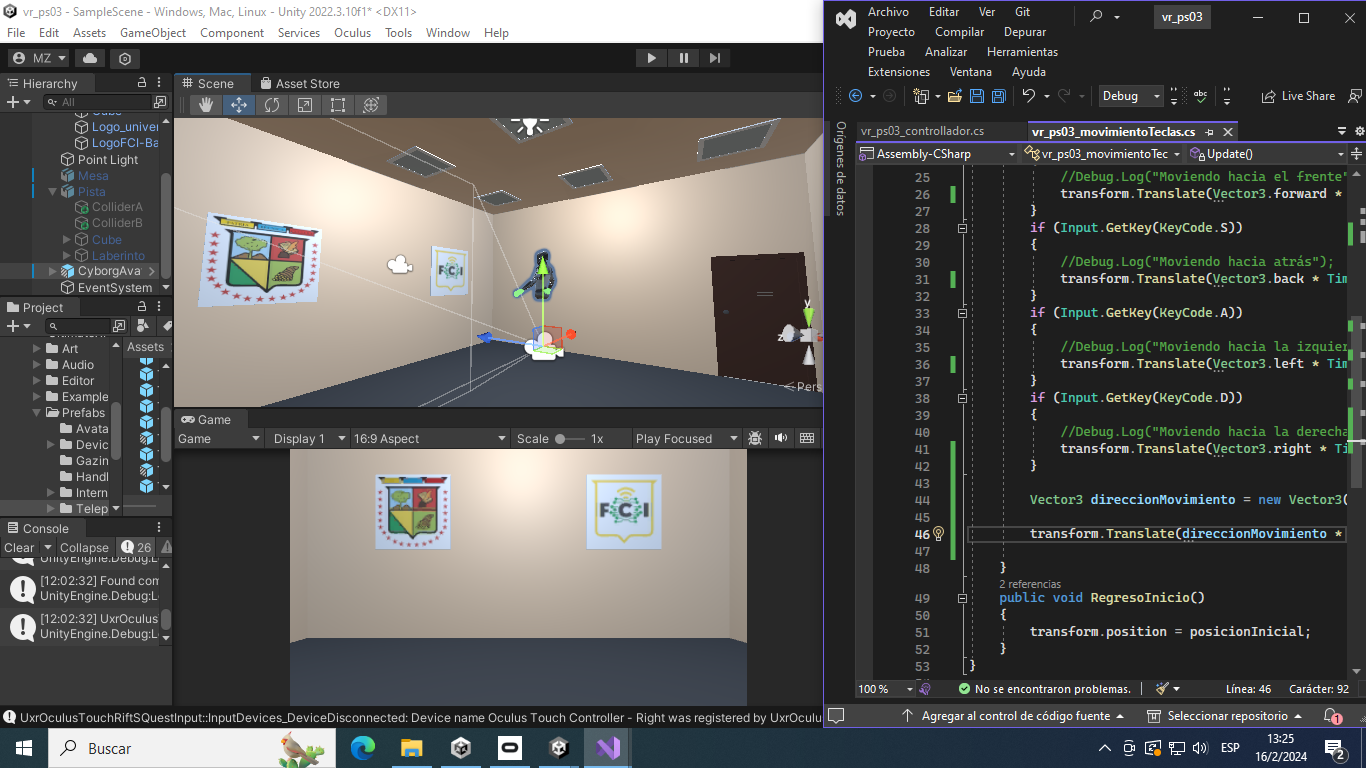 vr_ps03 - SampleScene - Windows, Mac, Linux - Unity 2022.3.10f1* <DX11>
File Edit Assets GameObject Component Services Oculus Tools Window Help
MZ
Hierarchy
All
Cube
Logo_univer
LogoFCI-Ba
Point Light
Mesa
Pista
ColliderA
ColliderB
Cube
Laberinto
CyborgAva
EventSystem
Project
Art
Audio
Editor
Example
Prefabs
Avata
Devic
Gazin
Handl
Intern
Telep
Assets
Console
Clear Collapse 26
UnityEngine.Debug:Lo
[12:02:32] Found com
UnityEngine.Debug:Lo
[12:02:32] UxrOculus
UnityEngine.Debug:Lo
Scene Asset Store
FCI
Y
Z
Pers
Game
Game Display 1 16:9 Aspect Scale 1x Play Focused
FCI
UxrOculusTouchRiftSQuestInput::InputDevices_DeviceDisconnected: Device name Oculus Touch Controller - Right was registered by UxrOculu
Archivo Editar Ver Git
Proyecto Compilar Depurar
Prueba Analizar Herramientas
Extensiones Ventana Ayuda
vr_ps03
Debug
Live Share
Orígenes de datos
vr_ps03_controllador.cs vr_ps03_movimientoTeclas.cs
Assembly-CSharp vr_ps03_movimientoTec Update()
25 //Debug.Log("Moviendo hacia el frente"
26 transform.Translate(Vector3.forward *
27 }
28 if (Input.GetKey(KeyCode.S))
29 {
30 //Debug.Log("Moviendo hacia atrás");
31 transform.Translate(Vector3.back * Tim
32 }
33 if (Input.GetKey(KeyCode.A))
34 {
35 //Debug.Log("Moviendo hacia la izquier
36 transform.Translate(Vector3.left * Tim
37 }
38 if (Input.GetKey(KeyCode.D))
39 {
40 //Debug.Log("Moviendo hacia la derecha
41 transform.Translate(Vector3.right * Ti
42 }
43
44 Vector3 direccionMovimiento = new Vector3(
45
46 transform.Translate(direccionMovimiento *
47
48 }
2 referencias
49 public void RegresoInicio()
50 {
51 transform.position = posicionInicial;
52 }
53 }
100 % No se encontraron problemas. Línea: 46 Carácter: 92
Agregar al control de código fuente Seleccionar repositorio 1
Buscar
ESP
13:25
16/2/2024
2